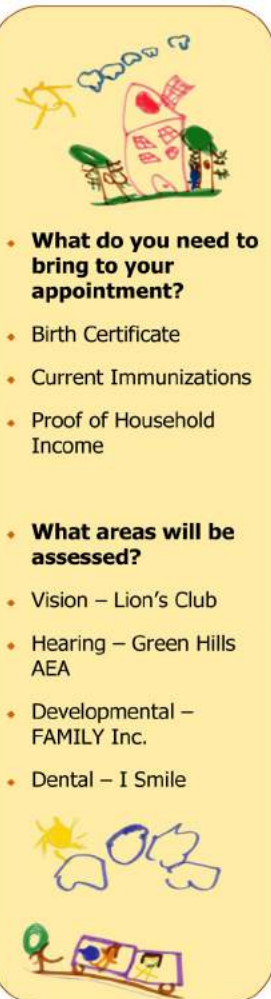 • What do you need to
bring to your
appointment?
• Birth Certificate
• Current Immunizations
• Proof of Household
Income
• What areas will be
assessed?
• Vision – Lion’s Club
• Hearing – Green Hills
AEA
• Developmental –
FAMILY Inc.
• Dental – I Smile